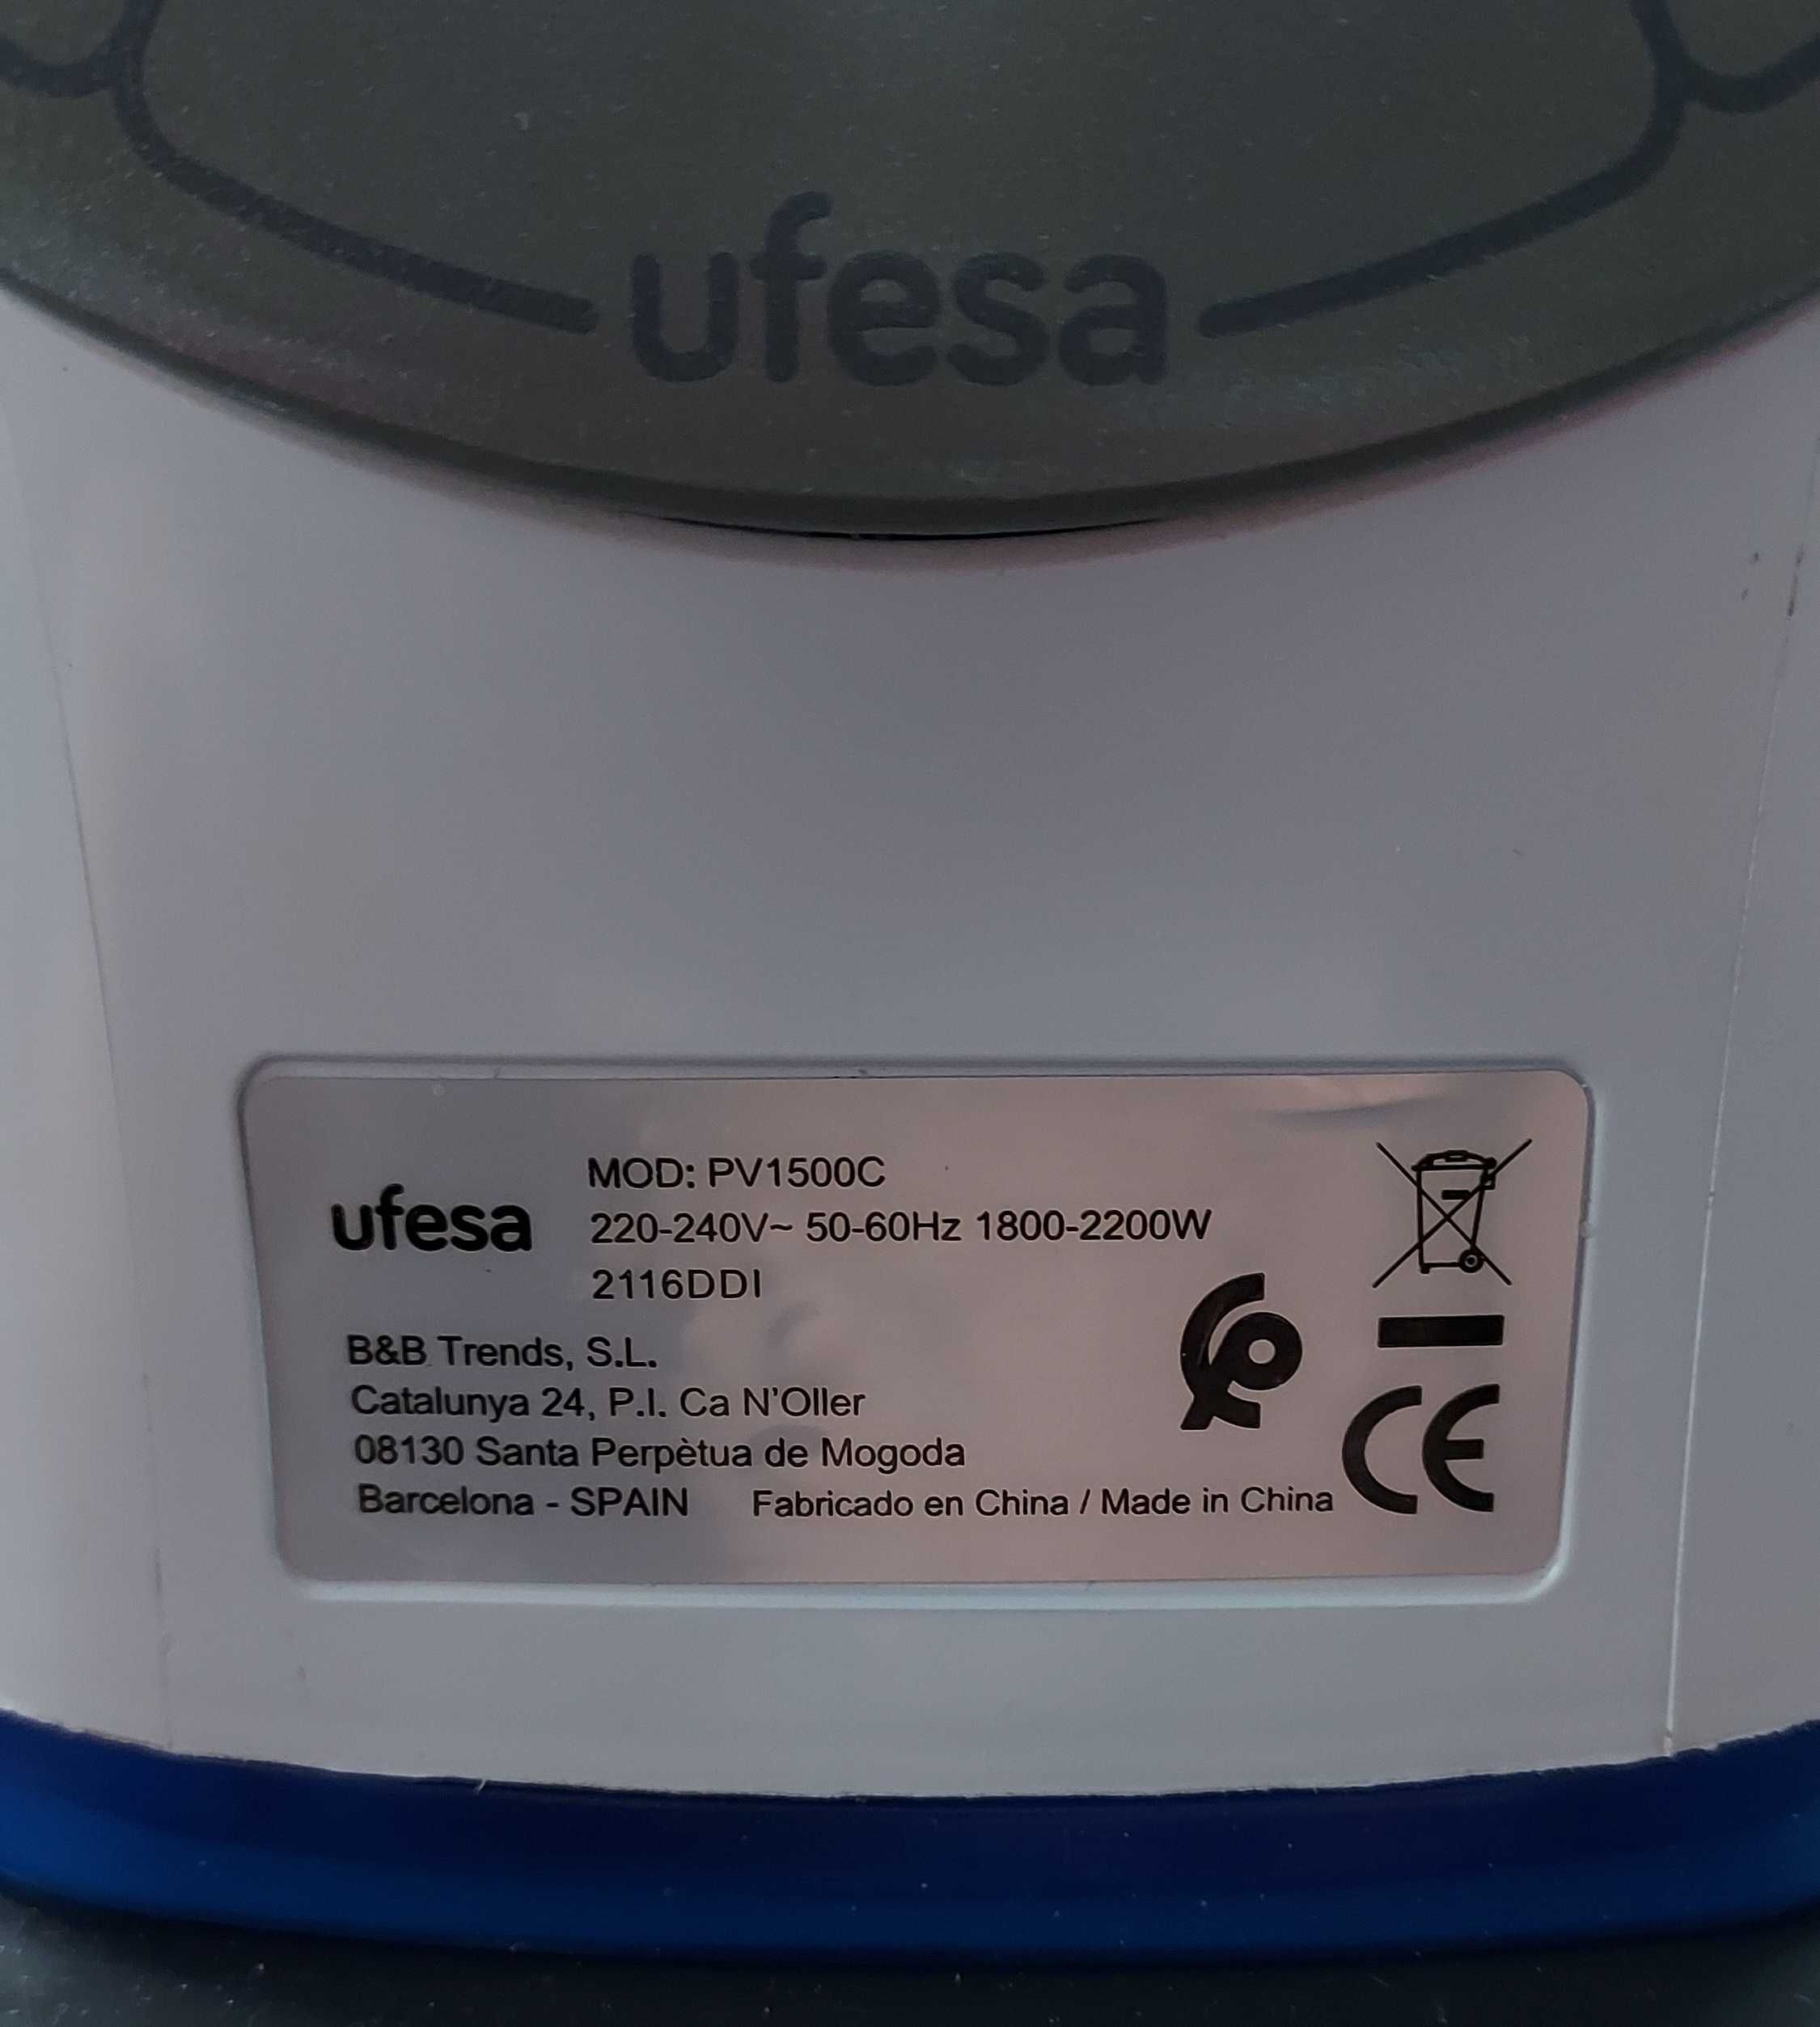 ufesa
ufesa
MOD: PV1500C
220-240V~ 50-60Hz 1800-2200W
2116DDI
B&B Trends, S.L.
Catalunya 24, P.I. Ca N'Oller
08130 Santa Perpètua de Mogoda
Barcelona - SPAIN Fabricado en China / Made in China
CE